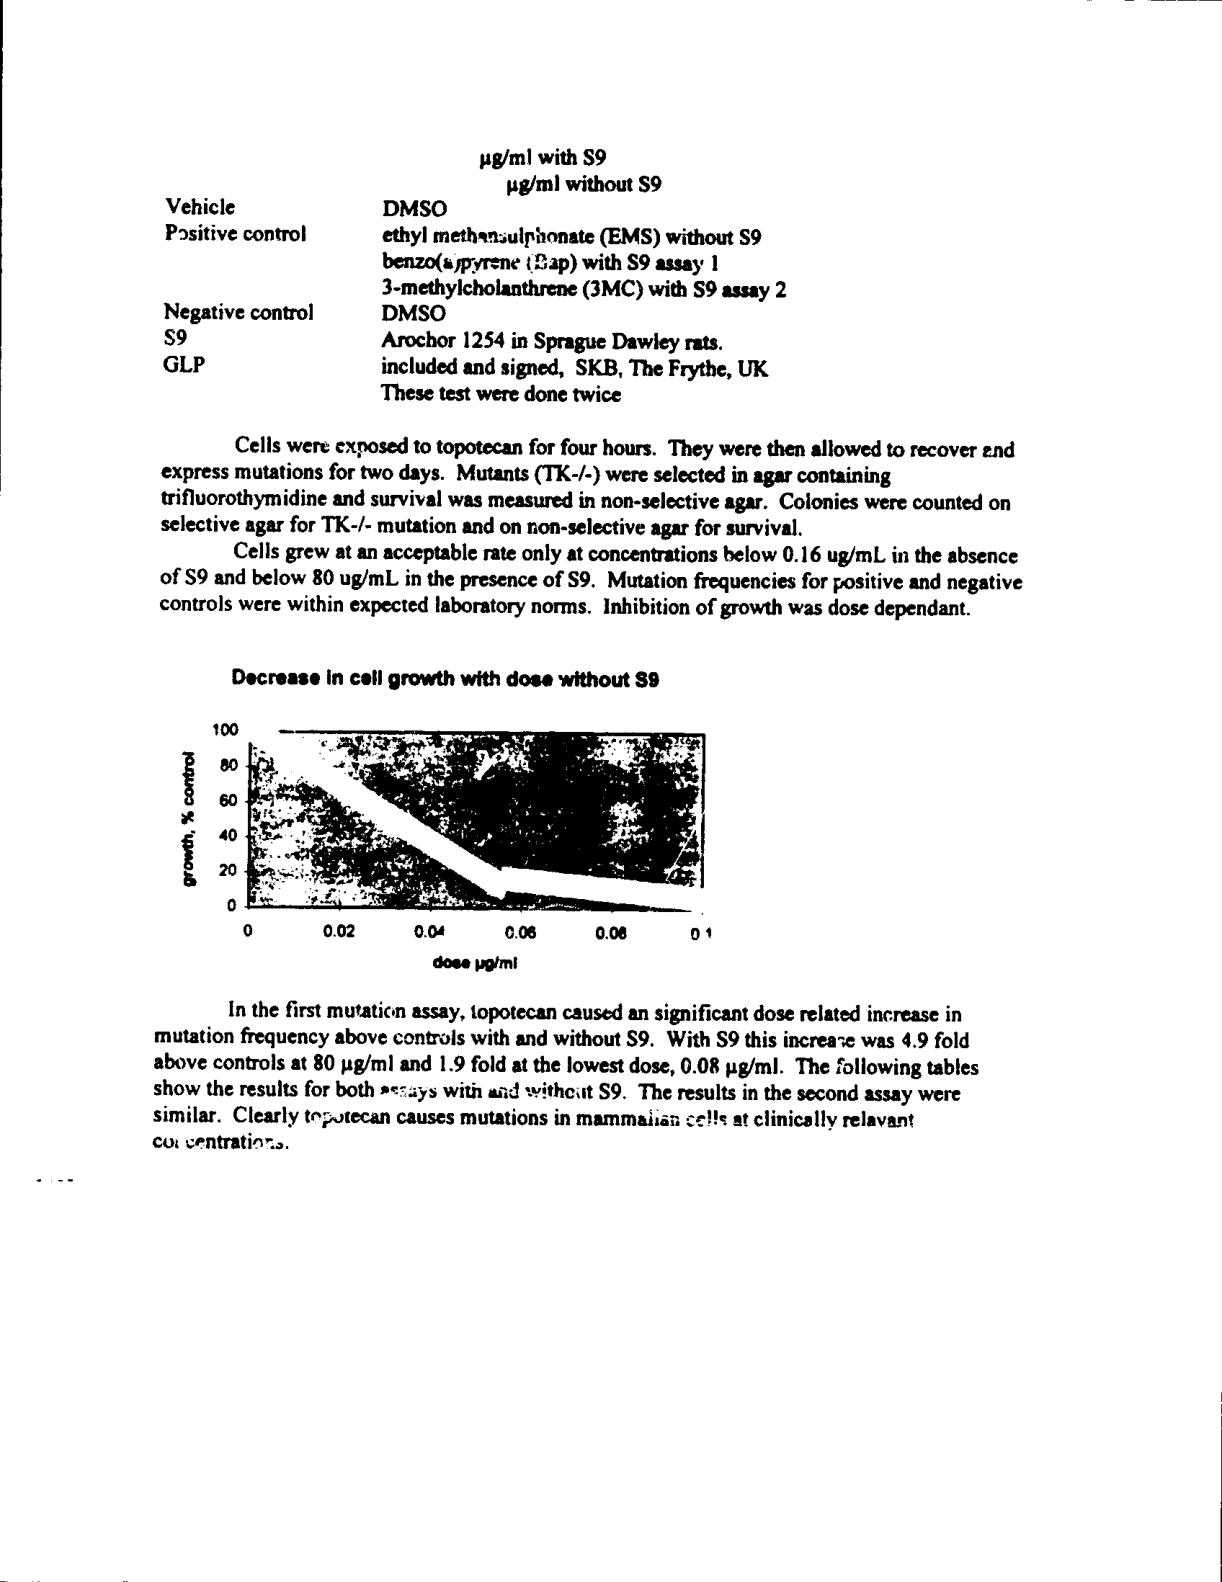 µg/ml with S9
µg/ml without S9
Vehicle DMSO
Positive control ethyl methansulphonate (EMS) without S9
benzo(a)pyrene (Bap) with S9 assay 1
3-methylcholanthrene (3MC) with S9 assay 2
Negative control DMSO
S9 Arochor 1254 in Sprague Dawley rats.
GLP included and signed, SKB, The Frythe, UK
These test were done twice
Cells were exposed to topotecan for four hours. They were then allowed to recover and
express mutations for two days. Mutants (TK-/-) were selected in agar containing
trifluorothymidine and survival was measured in non-selective agar. Colonies were counted on
selective agar for TK-/- mutation and on non-selective agar for survival.
Cells grew at an acceptable rate only at concentrations below 0.16 ug/mL in the absence
of S9 and below 80 ug/mL in the presence of S9. Mutation frequencies for positive and negative
controls were within expected laboratory norms. Inhibition of growth was dose dependant.
Decrease in cell growth with dose without S9
growth, % control
100
80
60
40
20
0
0 0.02 0.04 0.06 0.08 0 1
dose µg/ml
In the first mutation assay, topotecan caused an significant dose related increase in
mutation frequency above controls with and without S9. With S9 this increase was 4.9 fold
above controls at 80 µg/ml and 1.9 fold at the lowest dose, 0.08 µg/ml. The following tables
show the results for both assays with and without S9. The results in the second assay were
similar. Clearly topotecan causes mutations in mammalian cells at clinically relavant
concentrations.